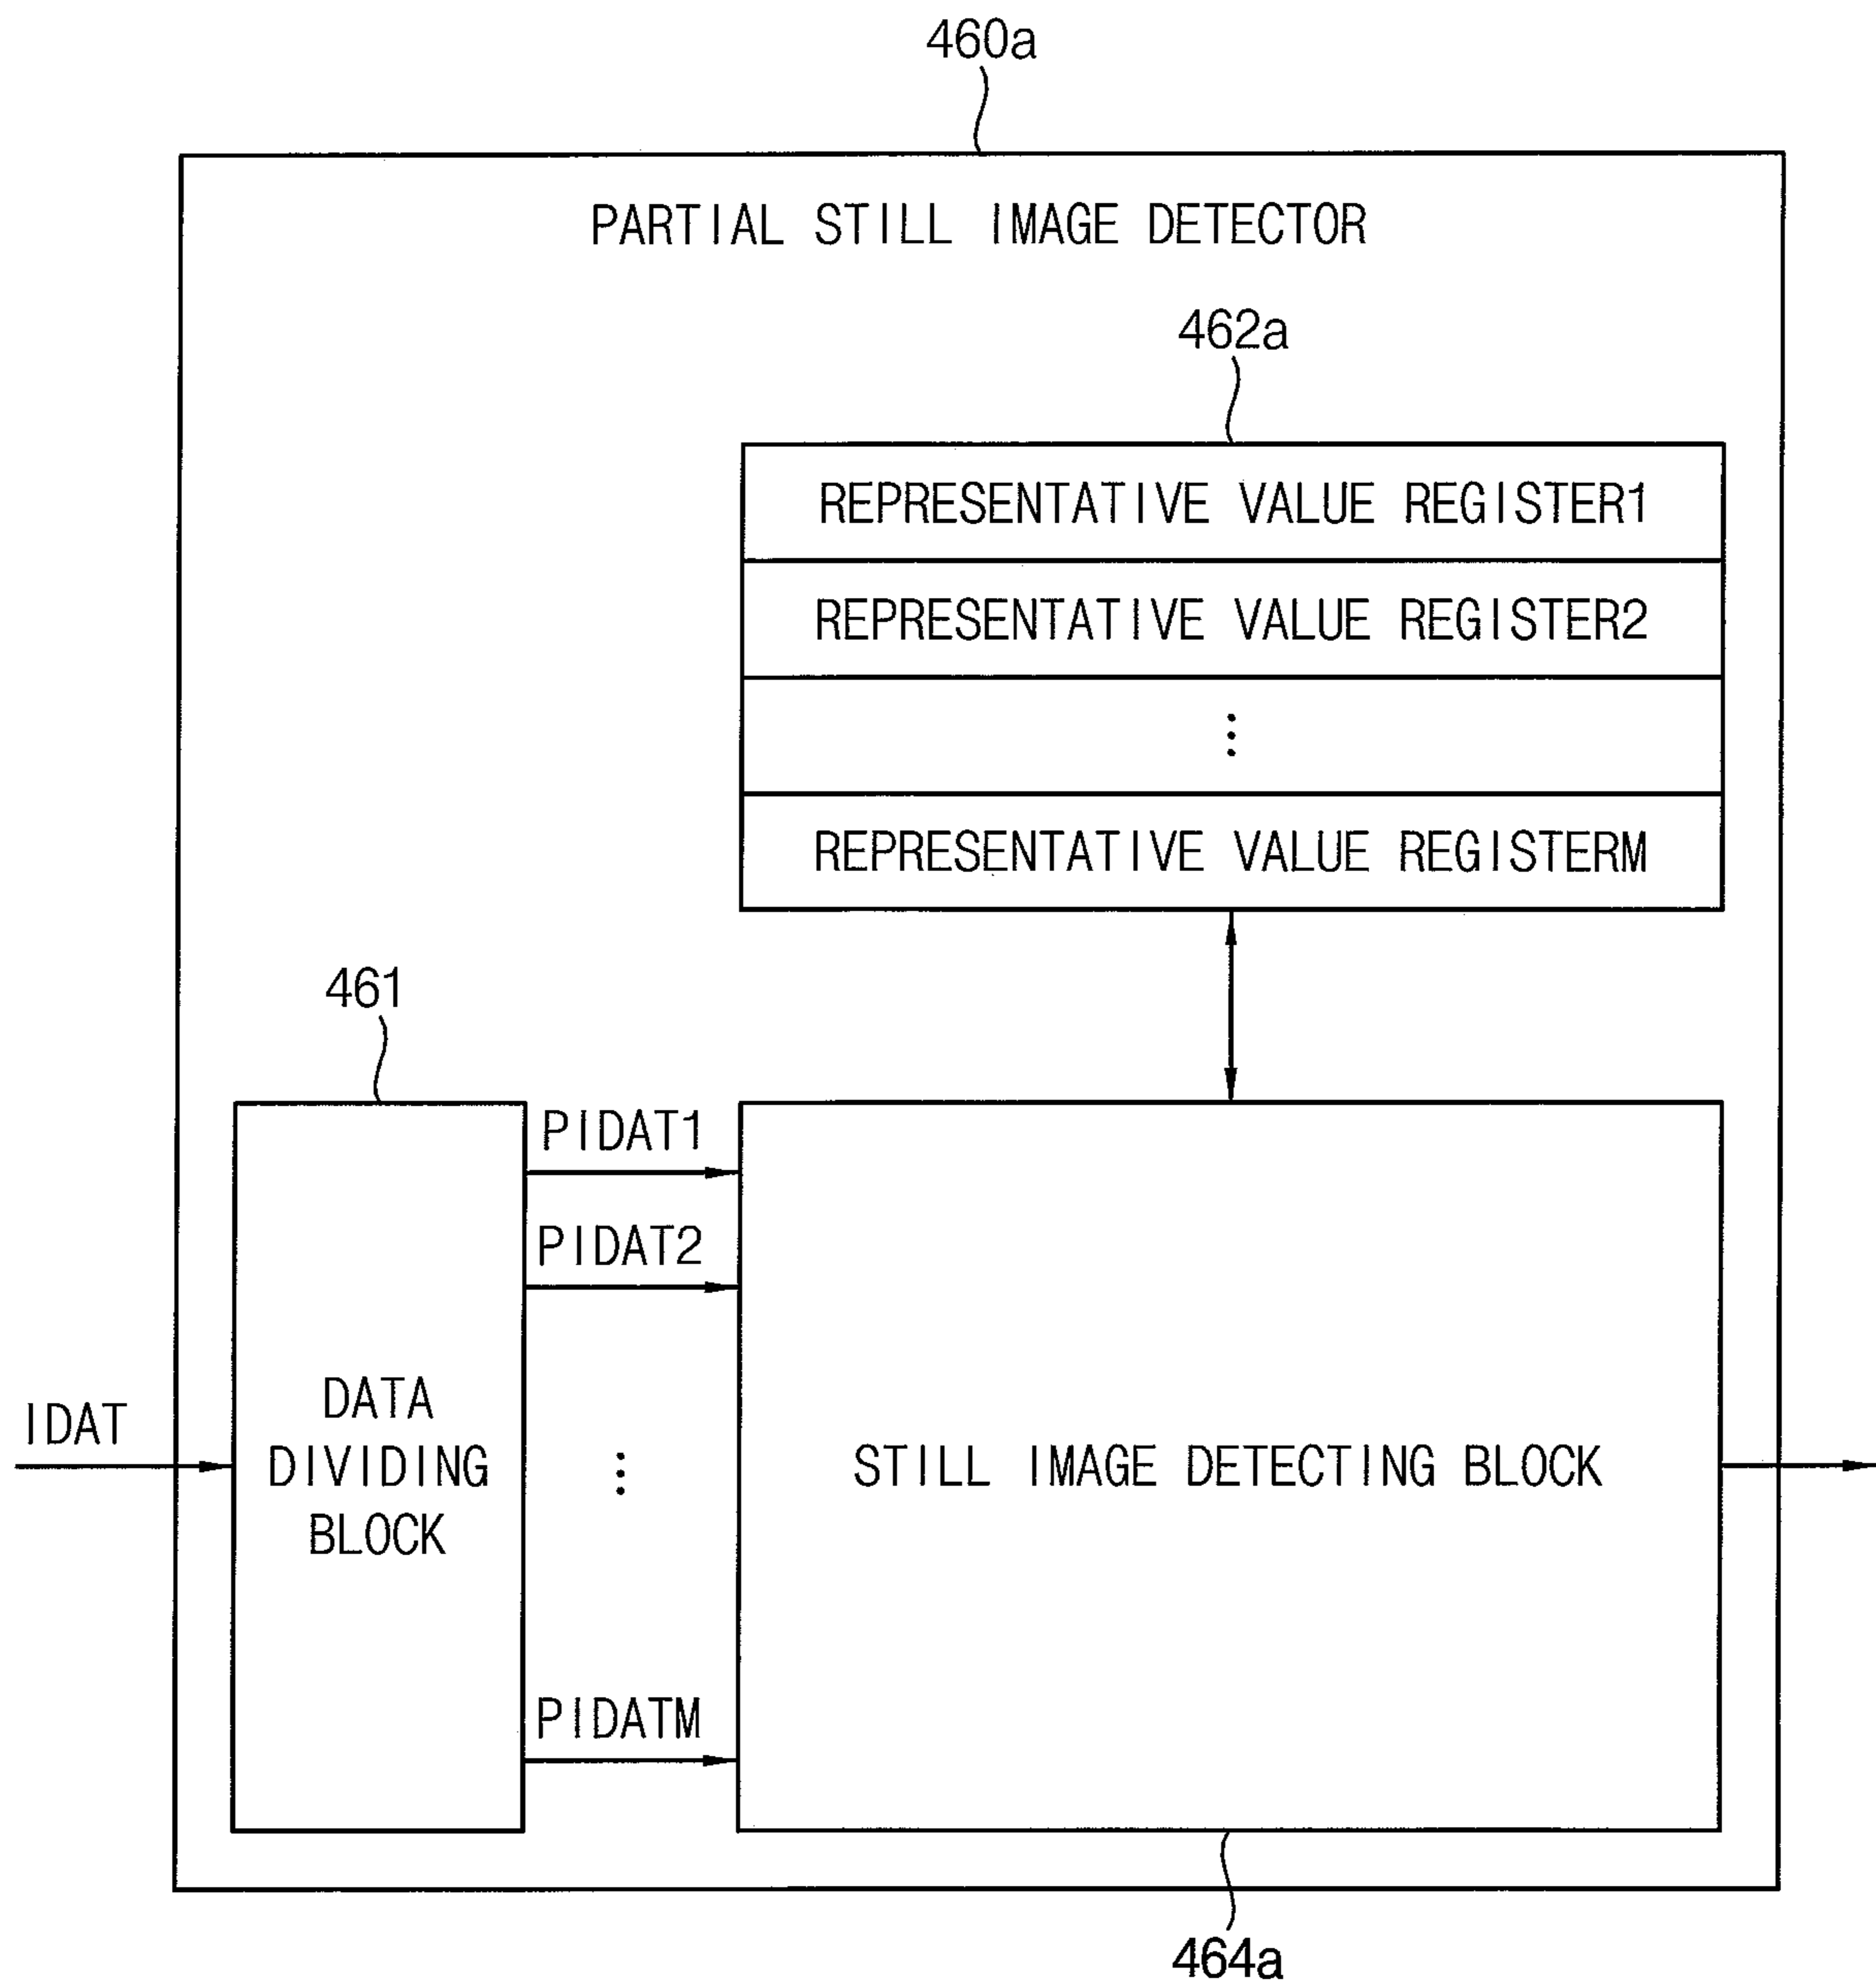 460a
PARTIAL STILL IMAGE DETECTOR
462a
REPRESENTATIVE VALUE REGISTER1
REPRESENTATIVE VALUE REGISTER2
⋮
REPRESENTATIVE VALUE REGISTERM
461
PIDAT1
PIDAT2
⋮
PIDATM
IDAT
DATA
DIVIDING
BLOCK
STILL IMAGE DETECTING BLOCK
464a